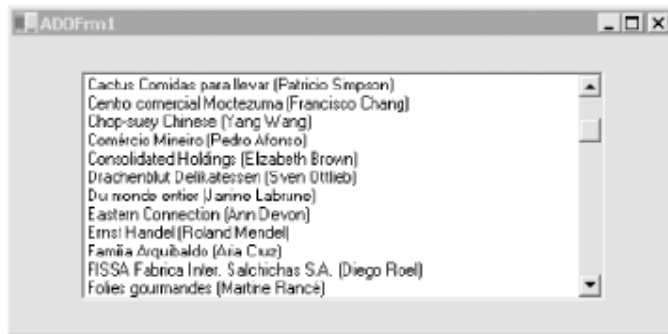 ADOFrm1
Cactus Comidas para llevar (Patricio Simpson)
Centro comercial Moctezuma (Francisco Chang)
Chop-suey Chinese (Yang Wang)
Comércio Mineiro (Pedro Afonso)
Consolidated Holdings (Elizabeth Brown)
Drachenblut Delikatessen (Sven Ottlieb)
Du monde entier (Janine Labrune)
Eastern Connection (Ann Devon)
Ernst Handel (Roland Mendel)
Familia Arquibaldo (Aria Cruz)
FISSA Fabrica Inter. Salchichas S.A. (Diego Roel)
Folies gourmandes (Martine Rancé)